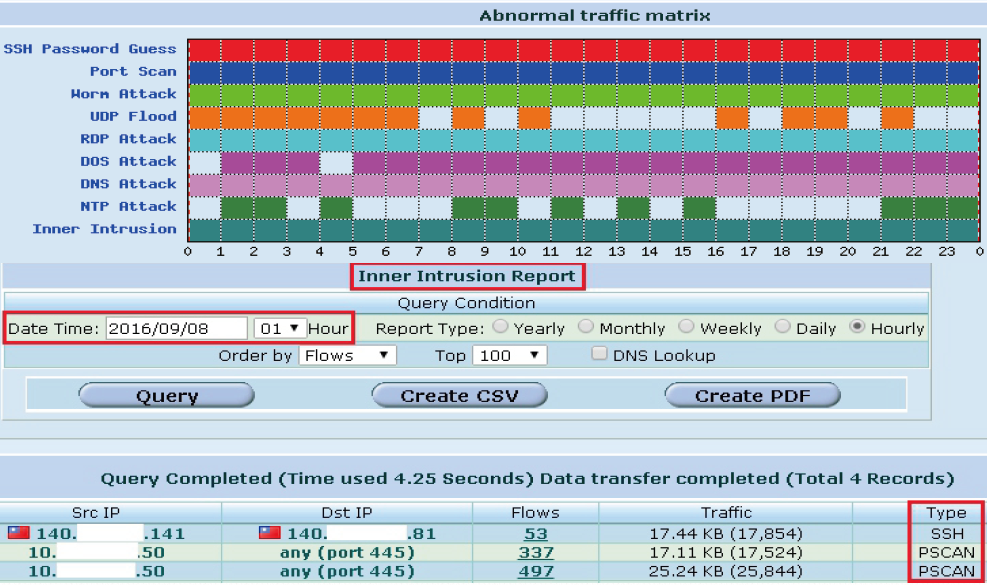 Abnormal traffic matrix
SSH Password Guess
Port Scan
Worm Attack
UDP Flood
RDP Attack
DOS Attack
DNS Attack
NTP Attack
Inner Intrusion
0 1 2 3 4 5 6 7 8 9 10 11 12 13 14 15 16 17 18 19 20 21 22 23 0
Inner Intrusion Report
Query Condition
Date Time: 2016/09/08 01 Hour Report Type: Yearly Monthly Weekly Daily Hourly
Order by Flows Top 100 DNS Lookup
Query Create CSV Create PDF
Query Completed (Time used 4.25 Seconds) Data transfer completed (Total 4 Records)
Src IP Dst IP Flows Traffic Type
140. .141 140. .81 53 17.44 KB (17,854) SSH
10. .50 any (port 445) 337 17.11 KB (17,524) PSCAN
10. .50 any (port 445) 497 25.24 KB (25,844) PSCAN